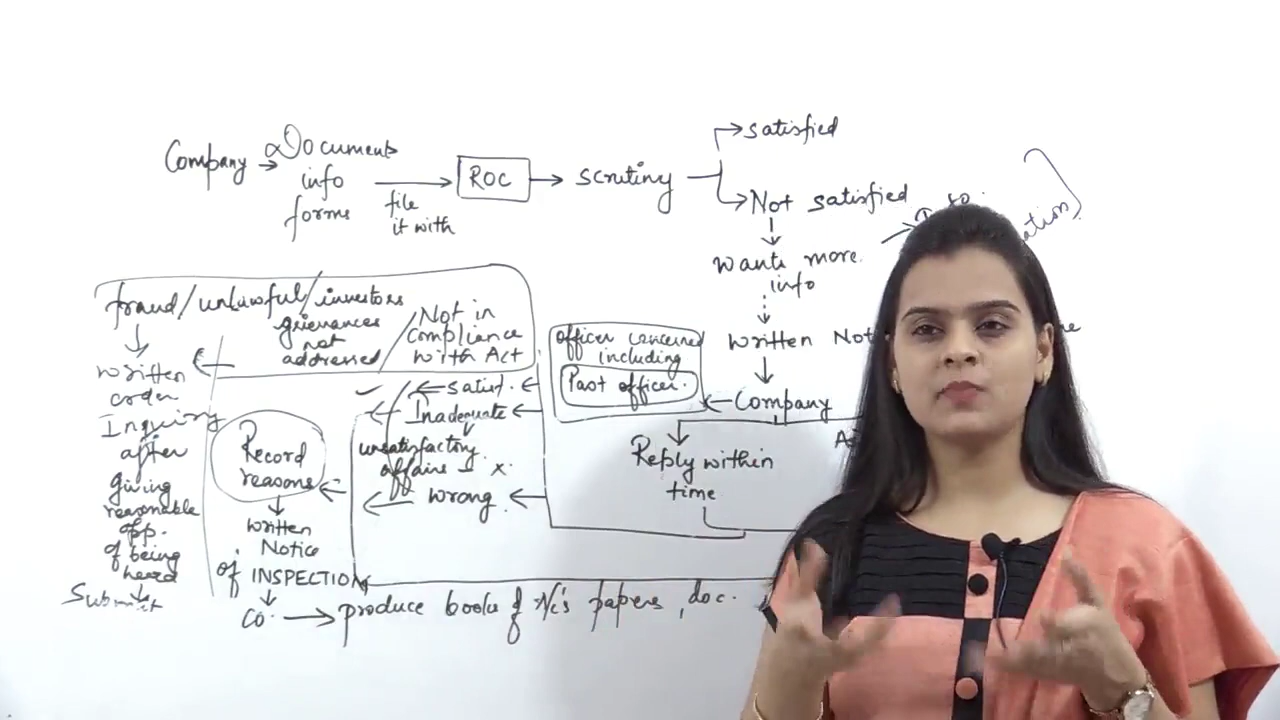 Company → Documents
info
forms
file
it with
ROC
scrutiny
satisfied
Not satisfied
Wants more
info
written
Company
officer
including
Past officer.
Reply within
time
fraud/unlawful/investors
grievances
not
addressed
Not in
Compliance
with Act
written
order
Inquiry
after
giving
reasonable
opp.
of being
heard
Submit
Record
reasons
written
Notice
of INSPECTION
Co. → produce books of A/c's papers, doc.
satisf.
Inadequate
unsatisfactory
affairs - x.
wrong